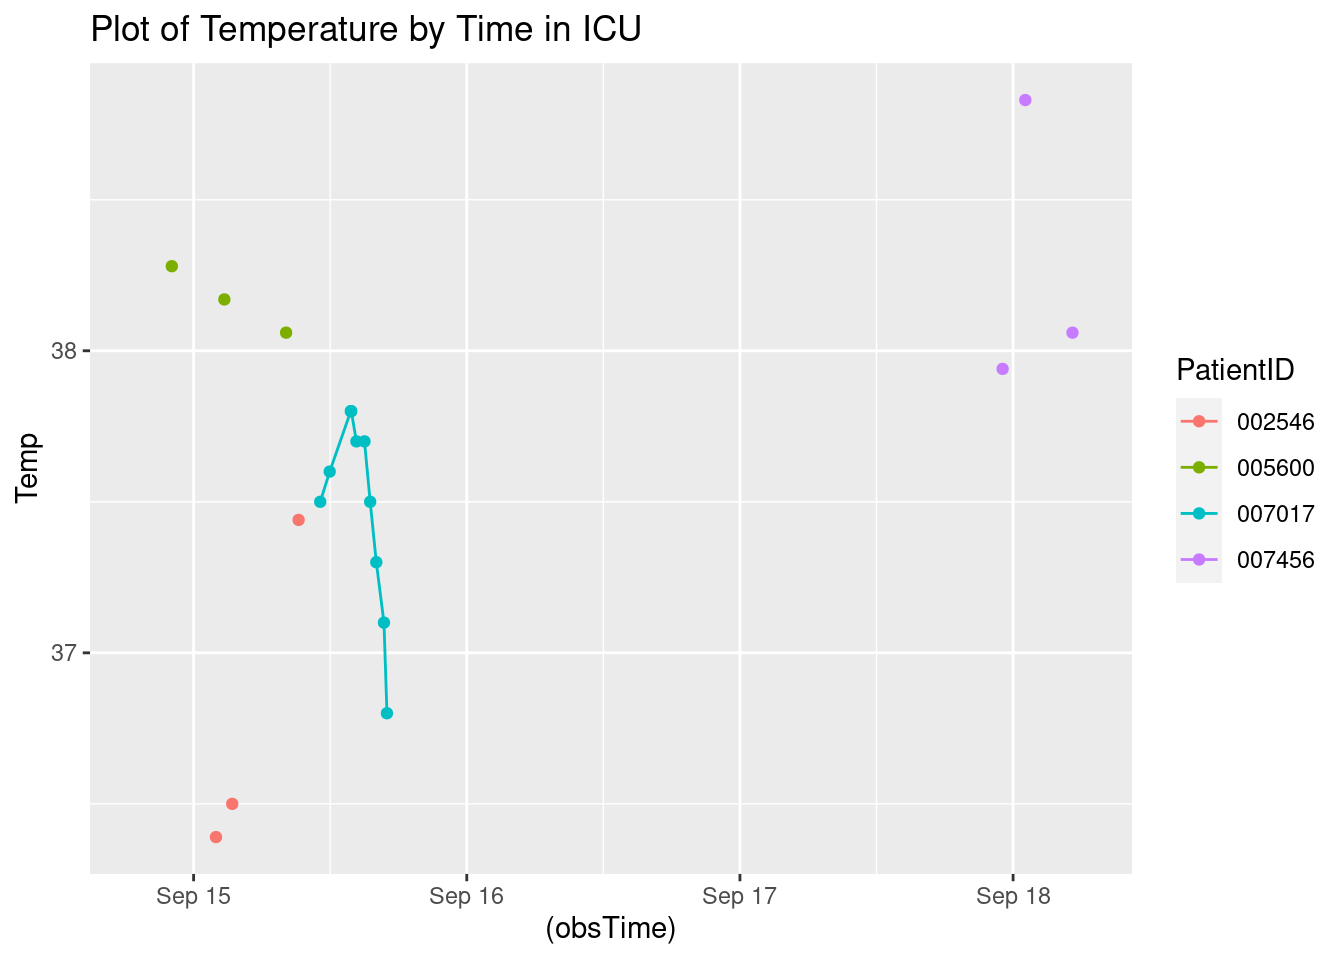 Plot of Temperature by Time in ICU
38
37
Temp
Sep 15
Sep 16
Sep 17
Sep 18
(obsTime)
PatientID
002546
005600
007017
007456